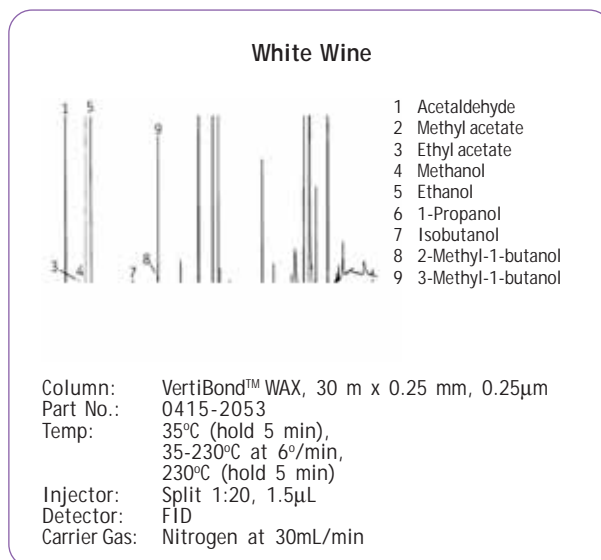 White Wine
1 5
9
3 4 7 8
1 Acetaldehyde
2 Methyl acetate
3 Ethyl acetate
4 Methanol
5 Ethanol
6 1-Propanol
7 Isobutanol
8 2-Methyl-1-butanol
9 3-Methyl-1-butanol
Column: VertiBond™ WAX, 30 m x 0.25 mm, 0.25µm
Part No.: 0415-2053
Temp: 35ºC (hold 5 min),
35-230ºC at 6º/min,
230ºC (hold 5 min)
Injector: Split 1:20, 1.5µL
Detector: FID
Carrier Gas: Nitrogen at 30mL/min